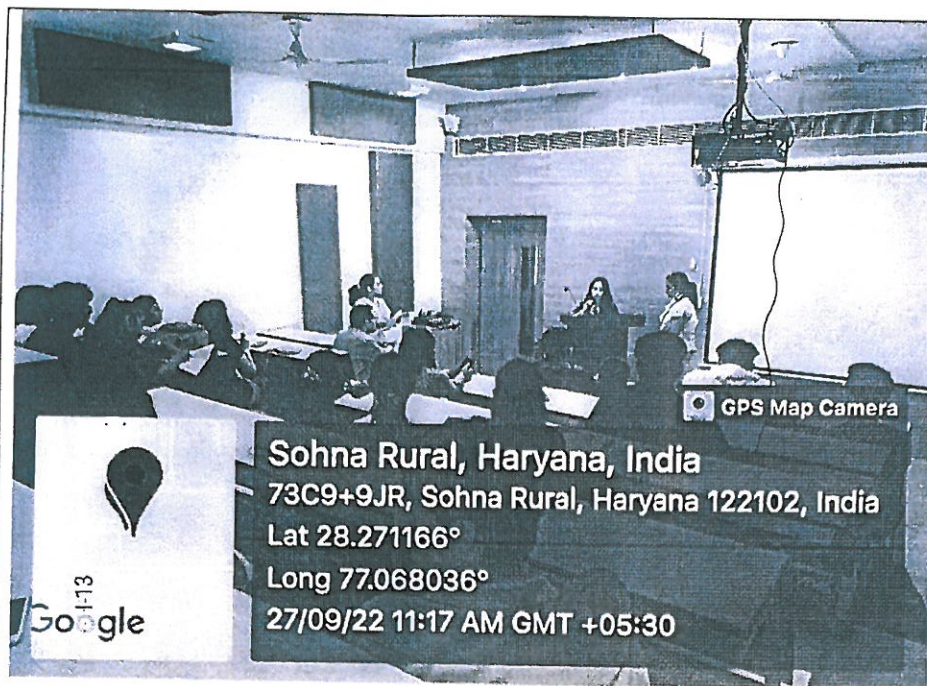 GPS Map Camera
Sohna Rural, Haryana, India
73C9+9JR, Sohna Rural, Haryana 122102, India
Lat 28.271166°
Long 77.068036°
27/09/22 11:17 AM GMT +05:30
I-13
Google